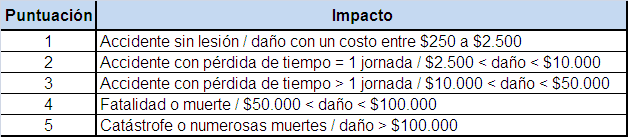 Puntuación Impacto
1 Accidente sin lesión / daño con un costo entre $250 a $2.500
2 Accidente con pérdida de tiempo = 1 jornada / $2.500 < daño < $10.000
3 Accidente con pérdida de tiempo > 1 jornada / $10.000 < daño < $50.000
4 Fatalidad o muerte / $50.000 < daño < $100.000
5 Catástrofe o numerosas muertes / daño > $100.000